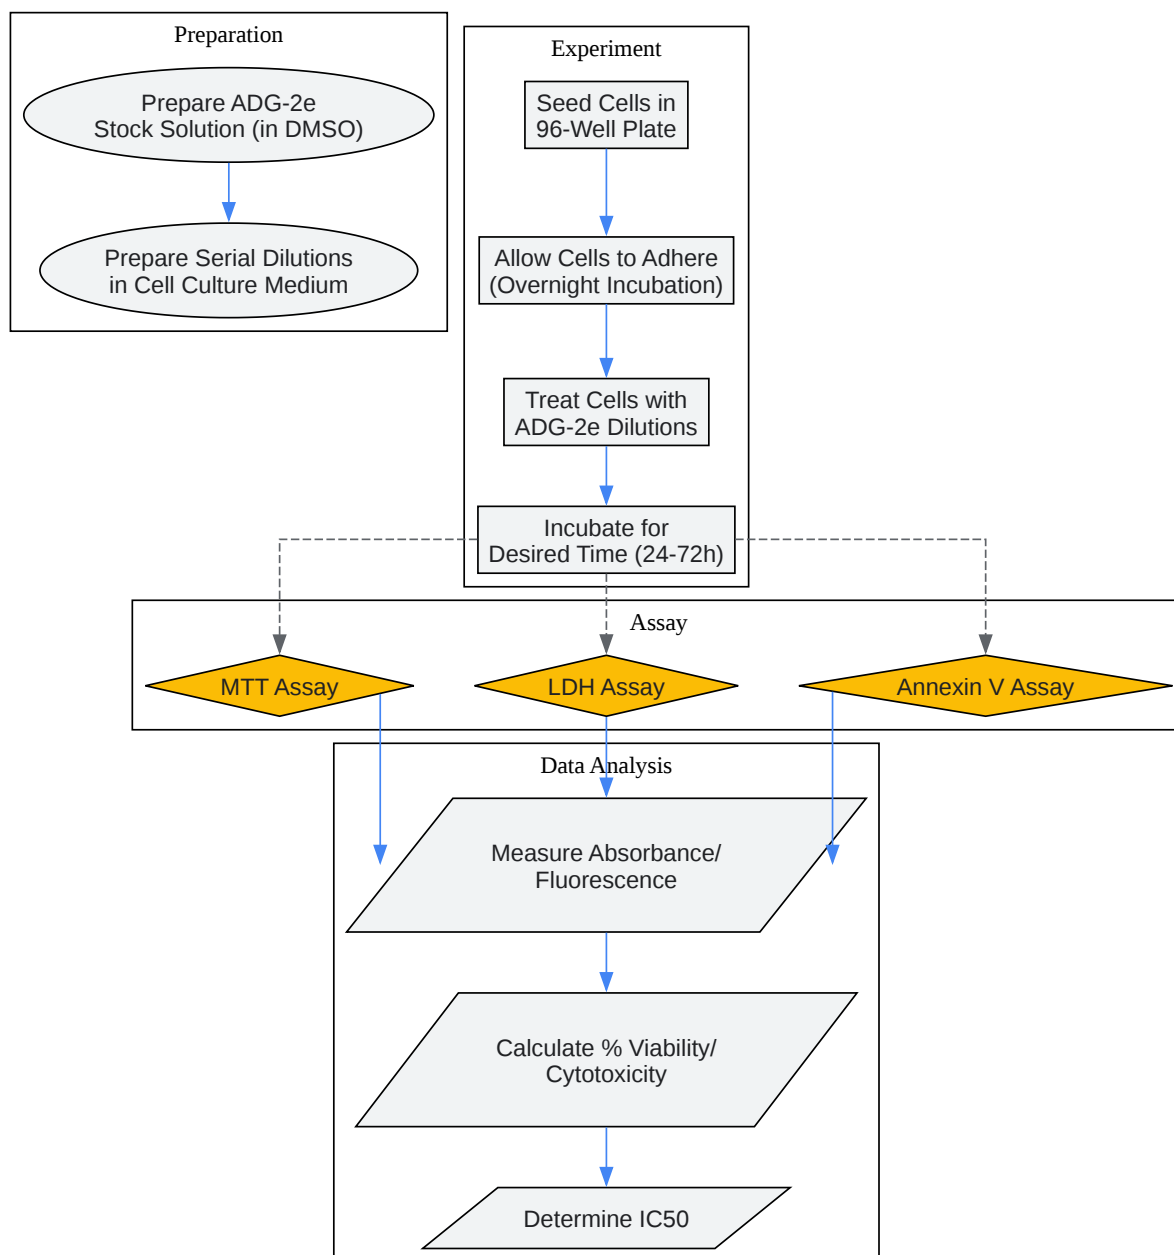 Preparation
Prepare ADG-2e
Stock Solution (in DMSO)
Prepare Serial Dilutions
in Cell Culture Medium
Experiment
Seed Cells in
96-Well Plate
Allow Cells to Adhere
(Overnight Incubation)
Treat Cells with
ADG-2e Dilutions
Incubate for
Desired Time (24-72h)
Assay
MTT Assay
LDH Assay
Annexin V Assay
Data Analysis
Measure Absorbance/
Fluorescence
Calculate % Viability/
Cytotoxicity
Determine IC50